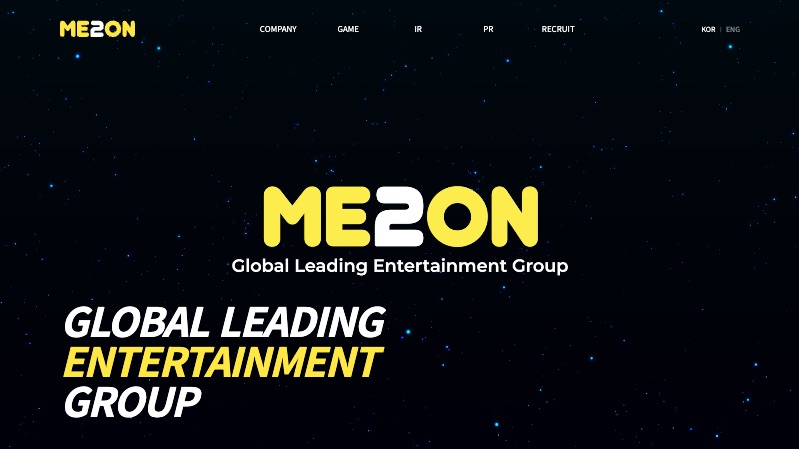 ME2ON
COMPANY GAME IR PR RECRUIT
KOR | ENG
ME2ON
Global Leading Entertainment Group
GLOBAL LEADING
ENTERTAINMENT
GROUP